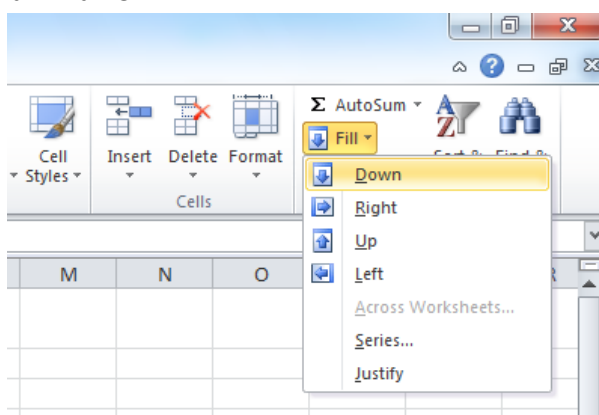 Σ AutoSum
Fill
Cell Styles
Insert
Delete
Format
Cells
Down
Right
Up
Left
Across Worksheets...
Series...
Justify
M N O